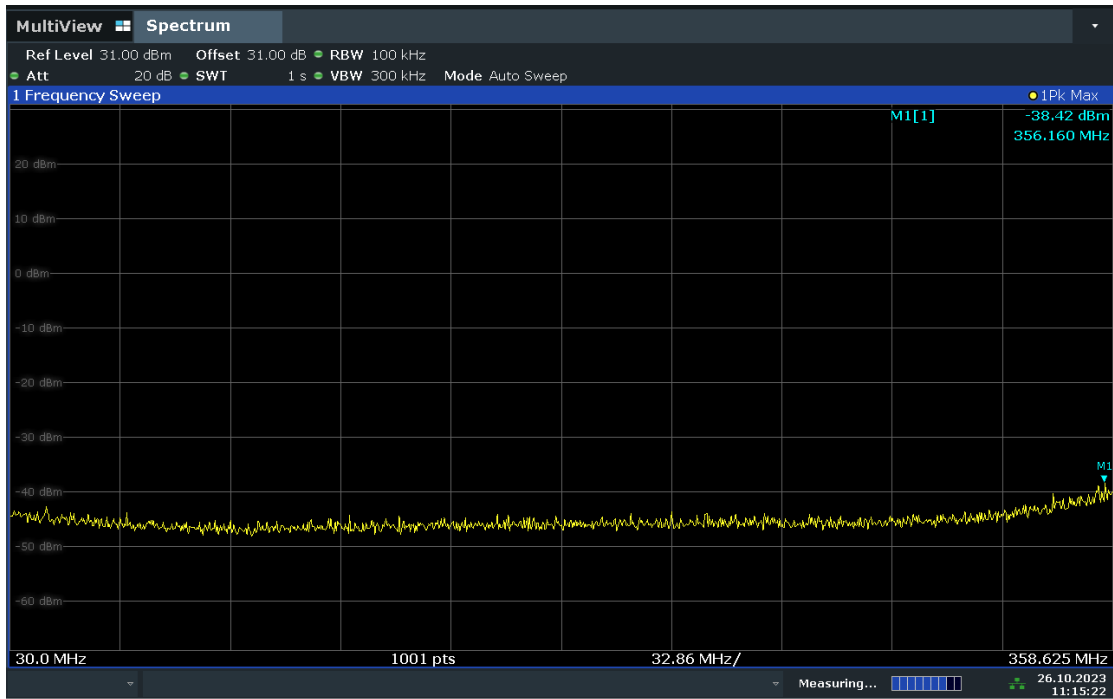 MultiView Spectrum
Ref Level 31.00 dBm Offset 31.00 dB RBW 100 kHz
Att 20 dB SWT 1 s VBW 300 kHz Mode Auto Sweep
1 Frequency Sweep 1Pk Max
M1[1] -38.42 dBm
356.160 MHz
20 dBm
10 dBm
0 dBm
-10 dBm
-20 dBm
-30 dBm
M1
-40 dBm
-50 dBm
-60 dBm
30.0 MHz 1001 pts 32.86 MHz/ 358.625 MHz
Measuring... 26.10.2023
11:15:22